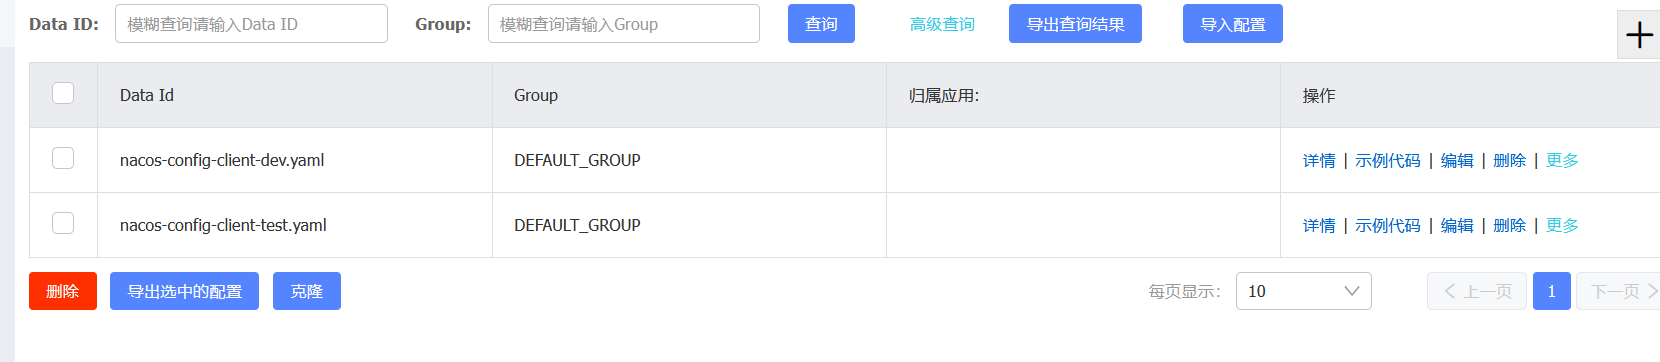 Data ID: 模糊查询请输入Data ID Group: 模糊查询请输入Group 查询 高级查询 导出查询结果 导入配置
Data Id Group 归属应用: 操作
nacos-config-client-dev.yaml DEFAULT_GROUP 详情 | 示例代码 | 编辑 | 删除 | 更多
nacos-config-client-test.yaml DEFAULT_GROUP 详情 | 示例代码 | 编辑 | 删除 | 更多
删除 导出选中的配置 克隆 每页显示: 10 上一页 1 下一页